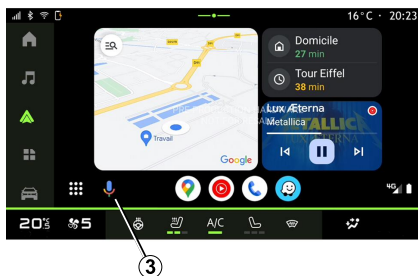 16°C · 20:23
Domicile
27 min
Tour Eiffel
38 min
Lux Æterna
Metallica
Travail
Google
4G
20.5
5
A/C
3